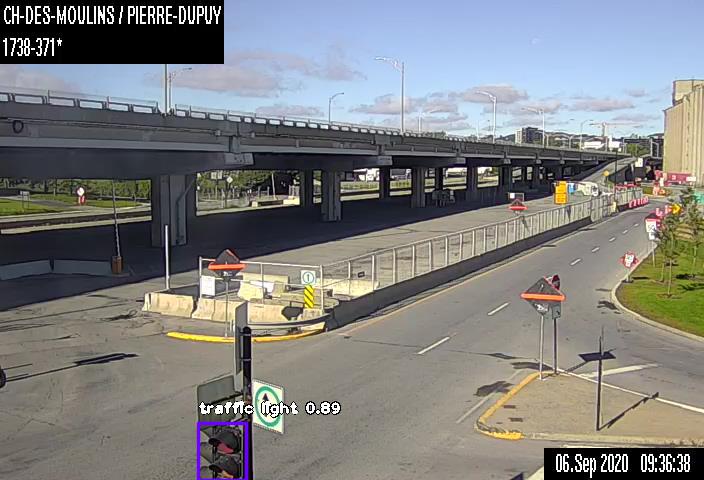 CH-DES-MOULINS / PIERRE-DUPUY
1738-371*
traffic light 0.89
06.Sep 2020 09:36:38